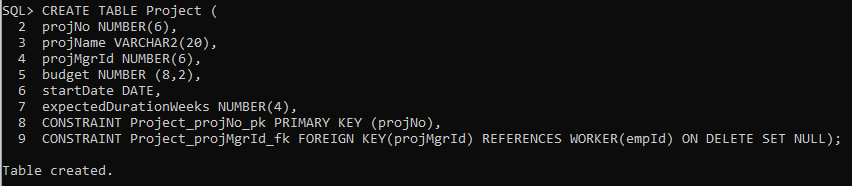 SQL> CREATE TABLE Project (
2 projNo NUMBER(6),
3 projName VARCHAR2(20),
4 projMgrId NUMBER(6),
5 budget NUMBER (8,2),
6 startDate DATE,
7 expectedDurationWeeks NUMBER(4),
8 CONSTRAINT Project_projNo_pk PRIMARY KEY (projNo),
9 CONSTRAINT Project_projMgrId_fk FOREIGN KEY(projMgrId) REFERENCES WORKER(empId) ON DELETE SET NULL);
Table created.